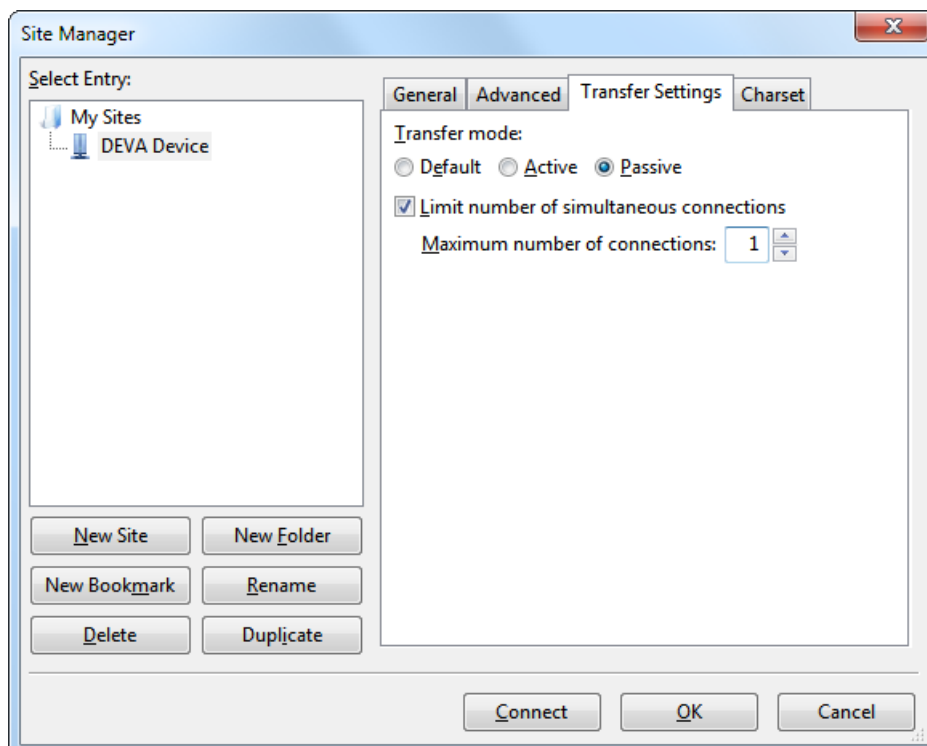 Site Manager
Select Entry:
My Sites
DEVA Device
New Site
New Folder
New Bookmark
Rename
Delete
Duplicate
General
Advanced
Transfer Settings
Charset
Transfer mode:
Default
Active
Passive
Limit number of simultaneous connections
Maximum number of connections: 1
Connect
OK
Cancel